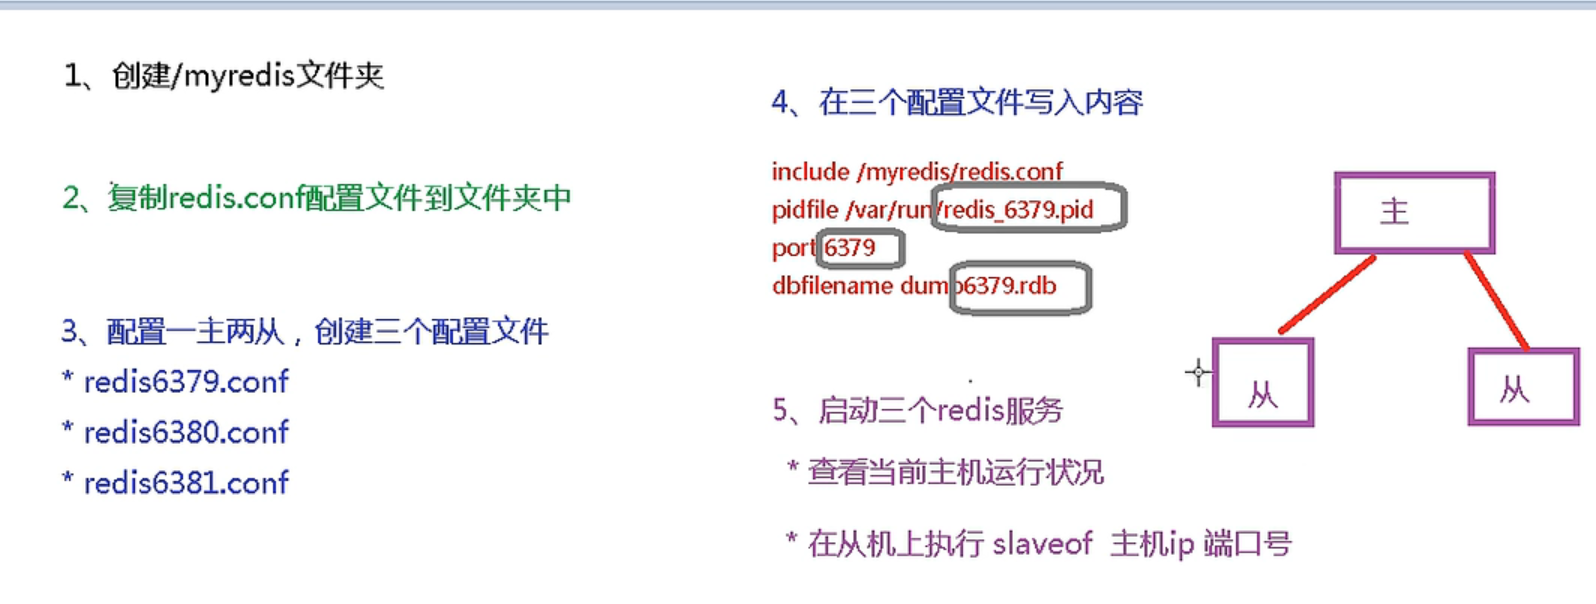 1、创建/myredis文件夹
2、复制redis.conf配置文件到文件夹中
3、配置一主两从，创建三个配置文件
* redis6379.conf
* redis6380.conf
* redis6381.conf
4、在三个配置文件写入内容
include /myredis/redis.conf
pidfile /var/run/redis_6379.pid
port 6379
dbfilename dump6379.rdb
5、启动三个redis服务
* 查看当前主机运行状况
* 在从机上执行 slaveof 主机ip 端口号
主
从
从